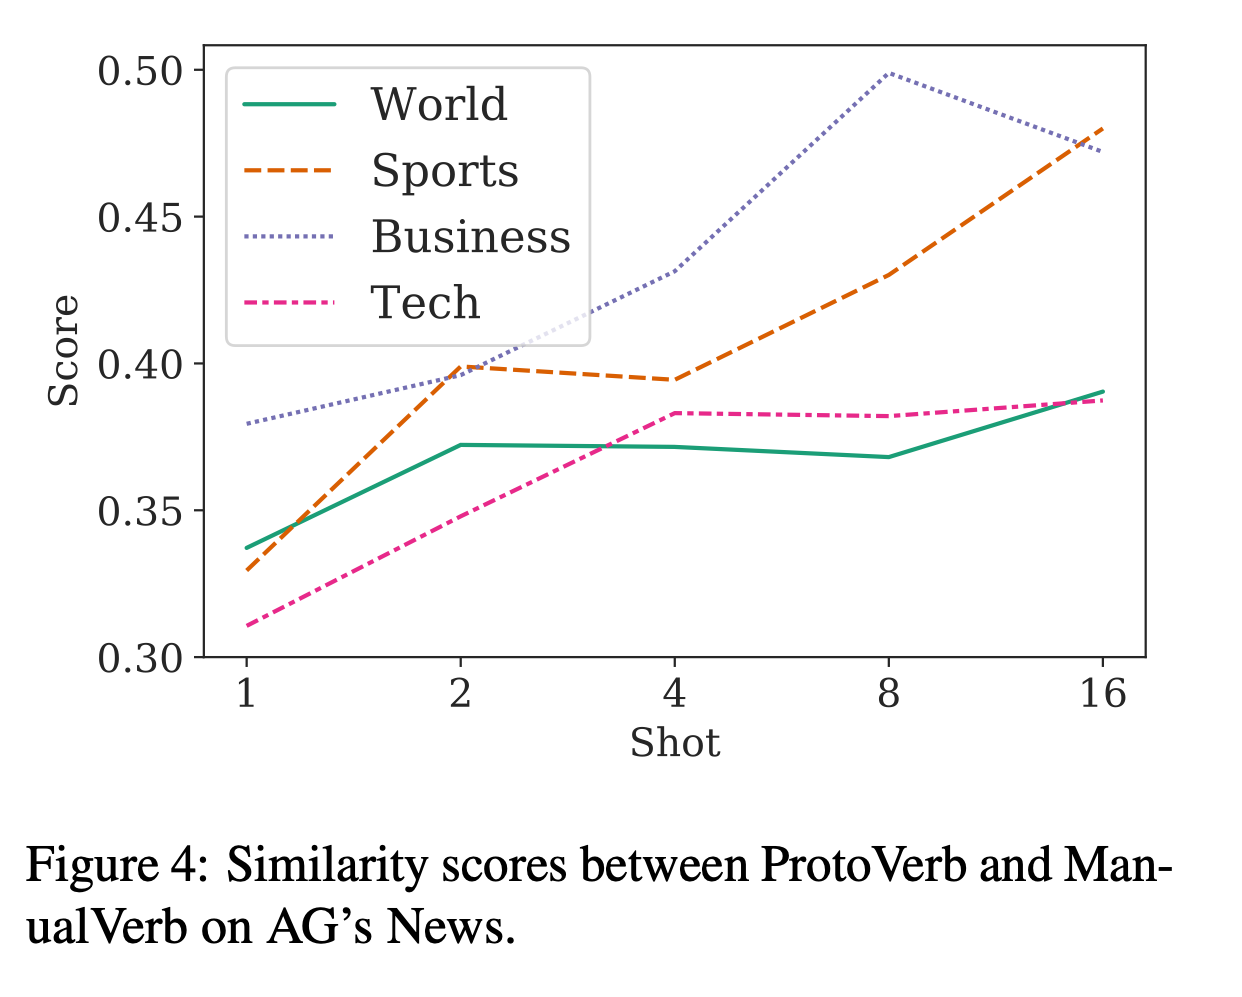 0.50
0.45
0.40
0.35
0.30
Score
World
Sports
Business
Tech
1 2 4 8 16
Shot
Figure 4: Similarity scores between ProtoVerb and Man-
ualVerb on AG’s News.